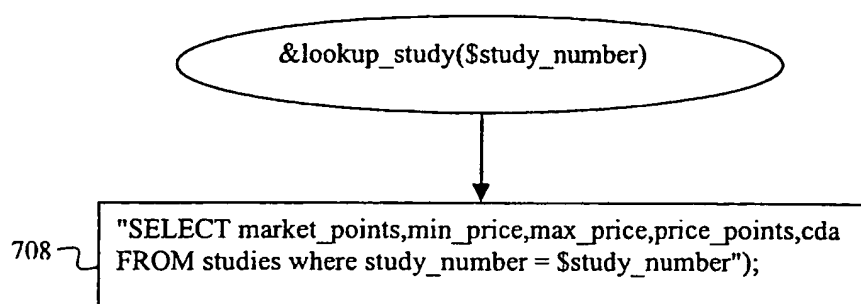 &lookup_study($study_number)
"SELECT market_points,min_price,max_price,price_points,cda
708 FROM studies where study_number = $study_number");